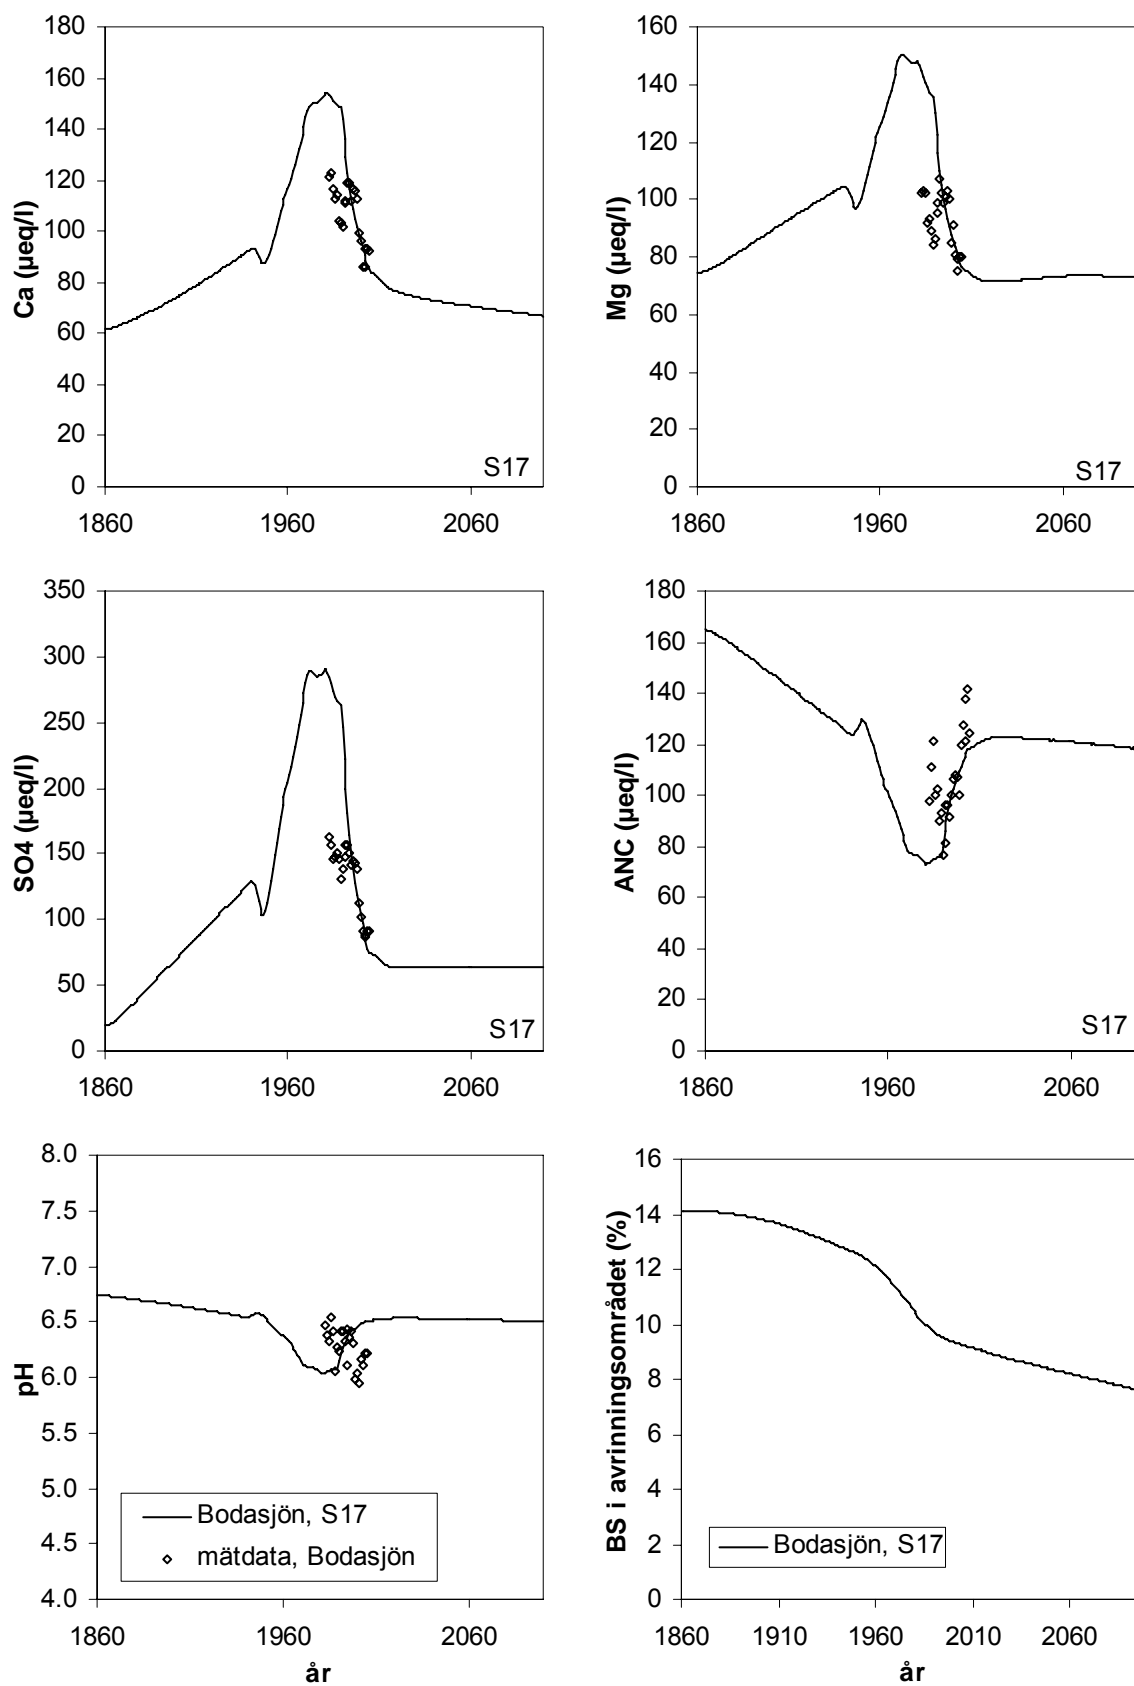 180
160
140
120
100
80
60
40
20
0
Ca (µeq/l)
1860 1960 2060
S17
160
140
120
100
80
60
40
20
0
Mg (µeq/l)
1860 1960 2060
S17
350
300
250
200
150
100
50
0
SO4 (µeq/l)
1860 1960 2060
S17
180
160
140
120
100
80
60
40
20
0
ANC (µeq/l)
1860 1960 2060
S17
8.0
7.5
7.0
6.5
6.0
5.5
5.0
4.5
4.0
pH
Bodasjön, S17
mätdata, Bodasjön
1860 1960 2060
år
16
14
12
10
8
6
4
2
0
BS i avrinningsområdet (%)
Bodasjön, S17
1860 1910 1960 2010 2060
år